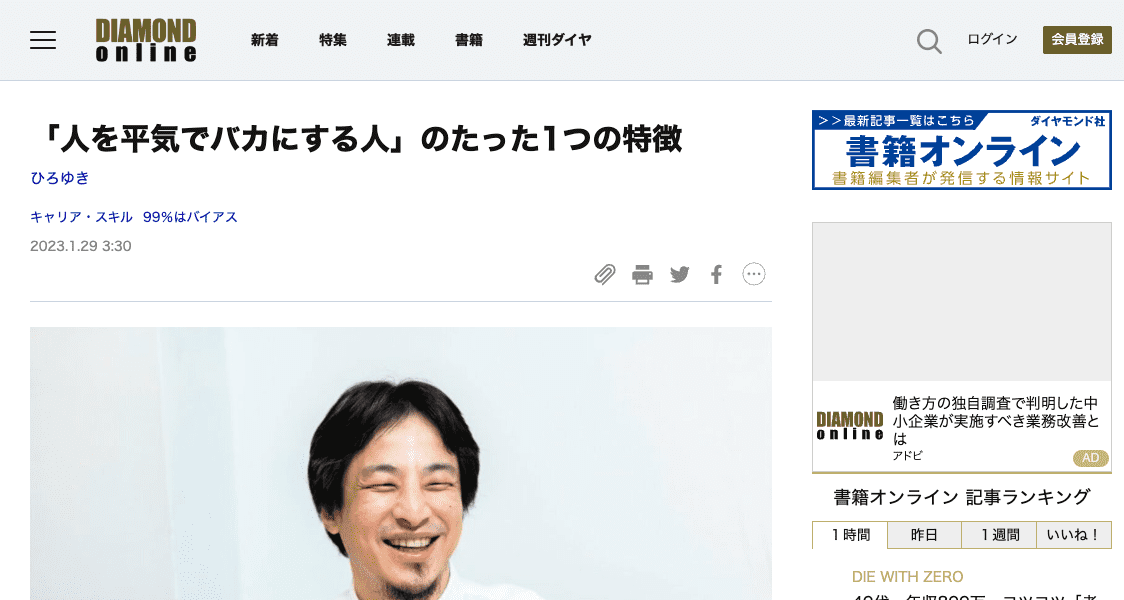 DIAMOND
online
新着 特集 連載 書籍 週刊ダイヤ
ログイン 会員登録
「人を平気でバカにする人」のたった1つの特徴
ひろゆき
キャリア・スキル 99%はバイアス
2023.1.29 3:30
>>最新記事一覧はこちら ダイヤモンド社
書籍オンライン
書籍編集者が発信する情報サイト
DIAMOND
online
働き方の独自調査で判明した中
小企業が実施すべき業務改善と
は
アドビ
AD
書籍オンライン 記事ランキング
1時間 昨日 1週間 いいね！
DIE WITH ZERO